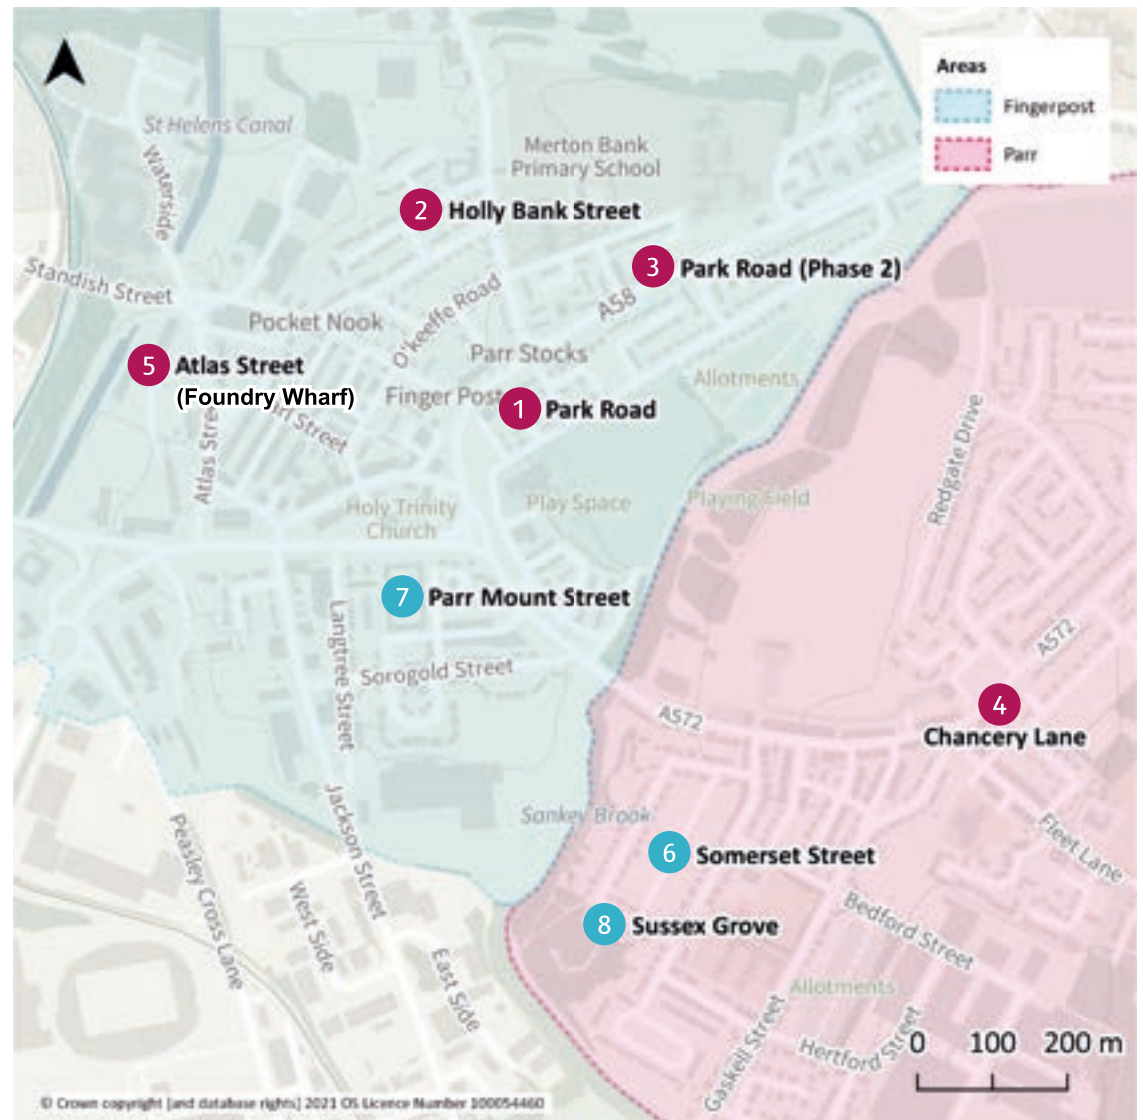 Areas
Fingerpost
Parr
St Helens Canal
Waterside
Merton Bank
Primary School
2 Holly Bank Street
3 Park Road (Phase 2)
Standish Street
A58
O'keeffe Road
Pocket Nook
Parr Stocks
5 Atlas Street
(Foundry Wharf)
Allotments
Finger Post
1 Park Road
Street
Atlas Street
Redgate Drive
Holy Trinity
Church
Play Space
Playing Field
7 Parr Mount Street
Langtree Street
Sorogold Street
A572
A572
4
Chancery Lane
Sankey Brook
Jackson Street
Peasley Cross Lane
6 Somerset Street
Fleet Lane
West Side
8 Sussex Grove
Bedford Street
East Side
Allotments
Gaskell Street
Hertford Street
0 100 200 m
© Crown copyright [and database rights] 2021 OS Licence Number 100054460